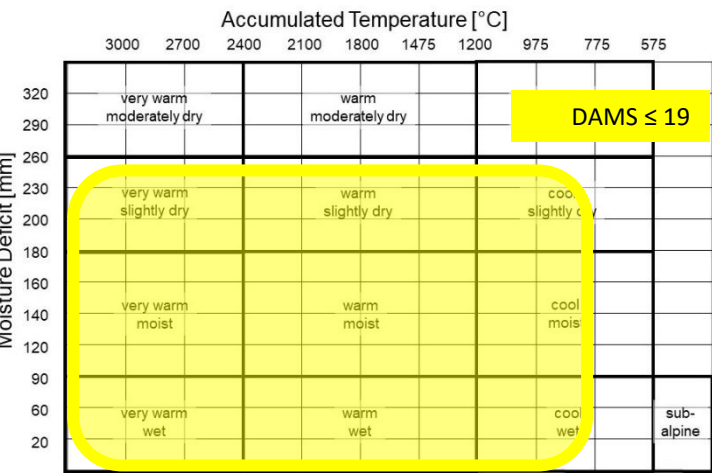 Accumulated Temperature [°C]
3000 2700 2400 2100 1800 1475 1200 975 775 575
DAMS ≤ 19
Moisture Deficit [mm]
320
290
260
230
200
180
160
140
120
90
60
20
very warm
moderately dry
warm
moderately dry
very warm
slightly dry
warm
slightly dry
cool
slightly dry
very warm
moist
warm
moist
cool
moist
very warm
wet
warm
wet
cool
wet
sub-
alpine